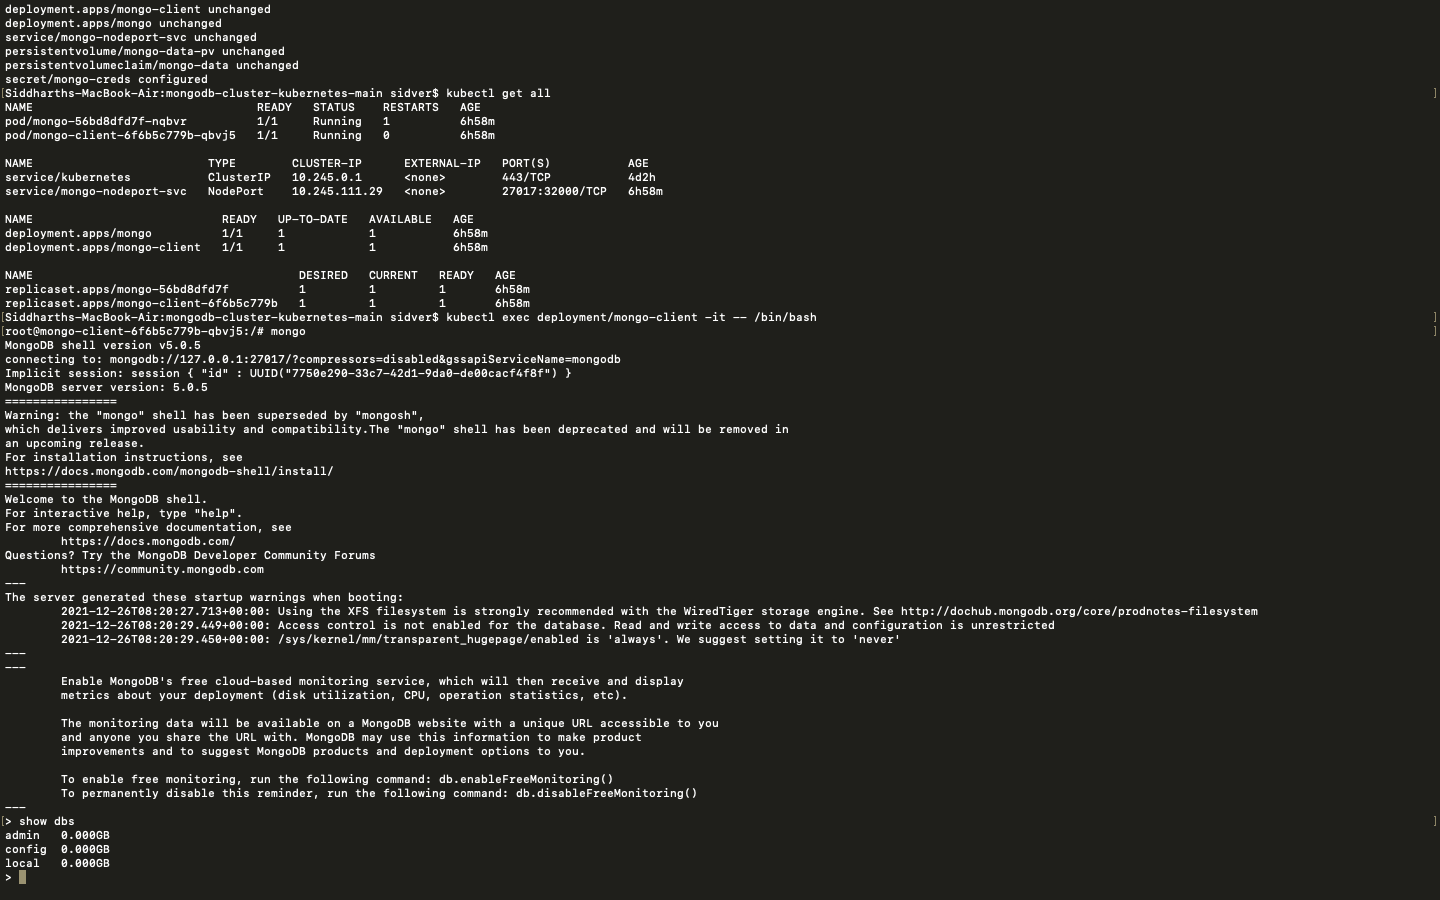 deployment.apps/mongo-client unchanged
deployment.apps/mongo unchanged
service/mongo-nodeport-svc unchanged
persistentvolume/mongo-data-pv unchanged
persistentvolumeclaim/mongo-data unchanged
secret/mongo-creds configured
[Siddharths-MacBook-Air:mongodb-cluster-kubernetes-main sidver$ kubectl get all ]
NAME READY STATUS RESTARTS AGE
pod/mongo-56bd8dfd7f-nqbvr 1/1 Running 1 6h58m
pod/mongo-client-6f6b5c779b-qbvj5 1/1 Running 0 6h58m
NAME TYPE CLUSTER-IP EXTERNAL-IP PORT(S) AGE
service/kubernetes ClusterIP 10.245.0.1 <none> 443/TCP 4d2h
service/mongo-nodeport-svc NodePort 10.245.111.29 <none> 27017:32000/TCP 6h58m
NAME READY UP-TO-DATE AVAILABLE AGE
deployment.apps/mongo 1/1 1 1 6h58m
deployment.apps/mongo-client 1/1 1 1 6h58m
NAME DESIRED CURRENT READY AGE
replicaset.apps/mongo-56bd8dfd7f 1 1 1 6h58m
replicaset.apps/mongo-client-6f6b5c779b 1 1 1 6h58m
[Siddharths-MacBook-Air:mongodb-cluster-kubernetes-main sidver$ kubectl exec deployment/mongo-client -it -- /bin/bash ]
[root@mongo-client-6f6b5c779b-qbvj5:/# mongo ]
MongoDB shell version v5.0.5
connecting to: mongodb://127.0.0.1:27017/?compressors=disabled&gssapiServiceName=mongodb
Implicit session: session { "id" : UUID("7750e290-33c7-42d1-9da0-de00cacf4f8f") }
MongoDB server version: 5.0.5
================
Warning: the "mongo" shell has been superseded by "mongosh",
which delivers improved usability and compatibility.The "mongo" shell has been deprecated and will be removed in
an upcoming release.
For installation instructions, see
https://docs.mongodb.com/mongodb-shell/install/
================
Welcome to the MongoDB shell.
For interactive help, type "help".
For more comprehensive documentation, see
https://docs.mongodb.com/
Questions? Try the MongoDB Developer Community Forums
https://community.mongodb.com
---
The server generated these startup warnings when booting:
2021-12-26T08:20:27.713+00:00: Using the XFS filesystem is strongly recommended with the WiredTiger storage engine. See http://dochub.mongodb.org/core/prodnotes-filesystem
2021-12-26T08:20:29.449+00:00: Access control is not enabled for the database. Read and write access to data and configuration is unrestricted
2021-12-26T08:20:29.450+00:00: /sys/kernel/mm/transparent_hugepage/enabled is 'always'. We suggest setting it to 'never'
---
---
Enable MongoDB's free cloud-based monitoring service, which will then receive and display
metrics about your deployment (disk utilization, CPU, operation statistics, etc).
The monitoring data will be available on a MongoDB website with a unique URL accessible to you
and anyone you share the URL with. MongoDB may use this information to make product
improvements and to suggest MongoDB products and deployment options to you.
To enable free monitoring, run the following command: db.enableFreeMonitoring()
To permanently disable this reminder, run the following command: db.disableFreeMonitoring()
---
[> show dbs ]
admin 0.000GB
config 0.000GB
local 0.000GB
>